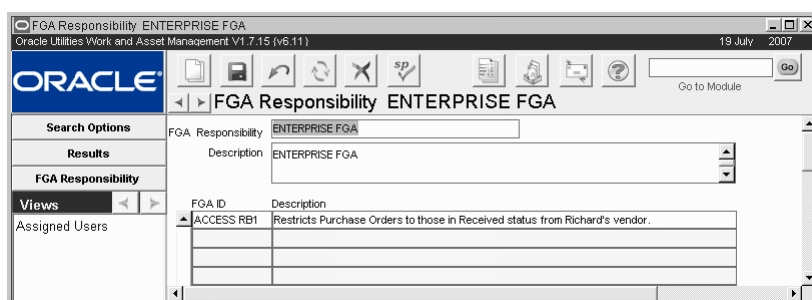 FGA Responsibility ENTERPRISE FGA
Oracle Utilities Work and Asset Management V1.7.15 {v6.11} 19 July 2007
ORACLE
sp
Go
Go to Module
FGA Responsibility ENTERPRISE FGA
Search Options
Results
FGA Responsibility
Views
Assigned Users
FGA Responsibility ENTERPRISE FGA
Description ENTERPRISE FGA
FGA ID Description
ACCESS RB1 Restricts Purchase Orders to those in Received status from Richard's vendor.